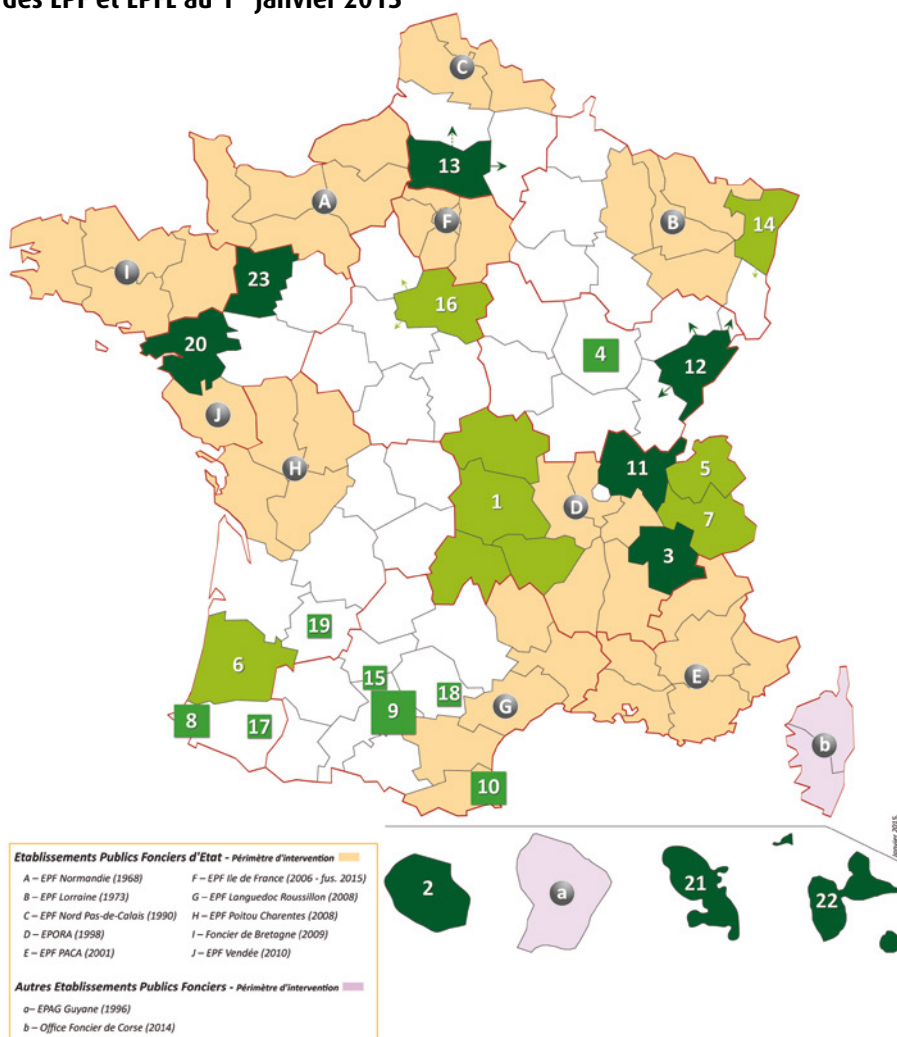 des EPF et EPFL au 1er janvier 2015
C
13
A
F
B
14
I
23
16
20
4
12
J
H
11
5
1
D
7
3
19
6
15
E
9
18
8
17
G
b
10
Janvier 2015.
Etablissements Publics Fonciers d'Etat - Périmètre d'intervention
A – EPF Normandie (1968)
F – EPF Ile de France (2006 - fus. 2015)
B – EPF Lorraine (1973)
G – EPF Languedoc Roussillon (2008)
C – EPF Nord Pas-de-Calais (1990)
H – EPF Poitou Charentes (2008)
D – EPORA (1998)
I – Foncier de Bretagne (2009)
E – EPF PACA (2001)
J – EPF Vendée (2010)
Autres Etablissements Publics Fonciers - Périmètre d'intervention
a– EPAG Guyane (1996)
b – Office Foncier de Corse (2014)
2
a
21
22